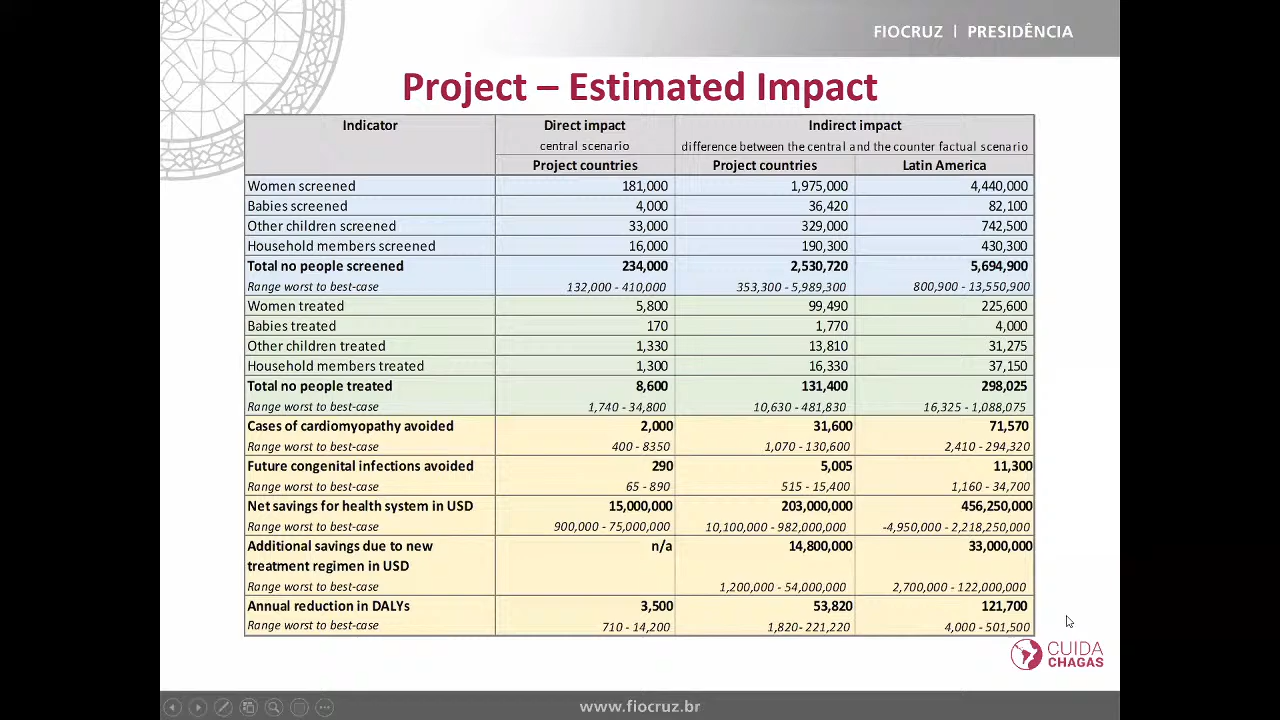 FIOCRUZ | PRESIDÊNCIA
Project – Estimated Impact
Indicator Direct impact Indirect impact
central scenario difference between the central and the counter factual scenario
Project countries Project countries Latin America
Women screened 181,000 1,975,000 4,440,000
Babies screened 4,000 36,420 82,100
Other children screened 33,000 329,000 742,500
Household members screened 16,000 190,300 430,300
Total no people screened 234,000 2,530,720 5,694,900
Range worst to best-case 132,000 - 410,000 353,300 - 5,989,300 800,900 - 13,550,900
Women treated 5,800 99,490 225,600
Babies treated 170 1,770 4,000
Other children treated 1,330 13,810 31,275
Household members treated 1,300 16,330 37,150
Total no people treated 8,600 131,400 298,025
Range worst to best-case 1,740 - 34,800 10,630 - 481,830 16,325 - 1,088,075
Cases of cardiomyopathy avoided 2,000 31,600 71,570
Range worst to best-case 400 - 8350 1,070 - 130,600 2,410 - 294,320
Future congenital infections avoided 290 5,005 11,300
Range worst to best-case 65 - 890 515 - 15,400 1,160 - 34,700
Net savings for health system in USD 15,000,000 203,000,000 456,250,000
Range worst to best-case 900,000 - 75,000,000 10,100,000 - 982,000,000 -4,950,000 - 2,218,250,000
Additional savings due to new n/a 14,800,000 33,000,000
treatment regimen in USD
Range worst to best-case 1,200,000 - 54,000,000 2,700,000 - 122,000,000
Annual reduction in DALYs 3,500 53,820 121,700
Range worst to best-case 710 - 14,200 1,820- 221,220 4,000 - 501,500
CUIDA
CHAGAS
www.fiocruz.br